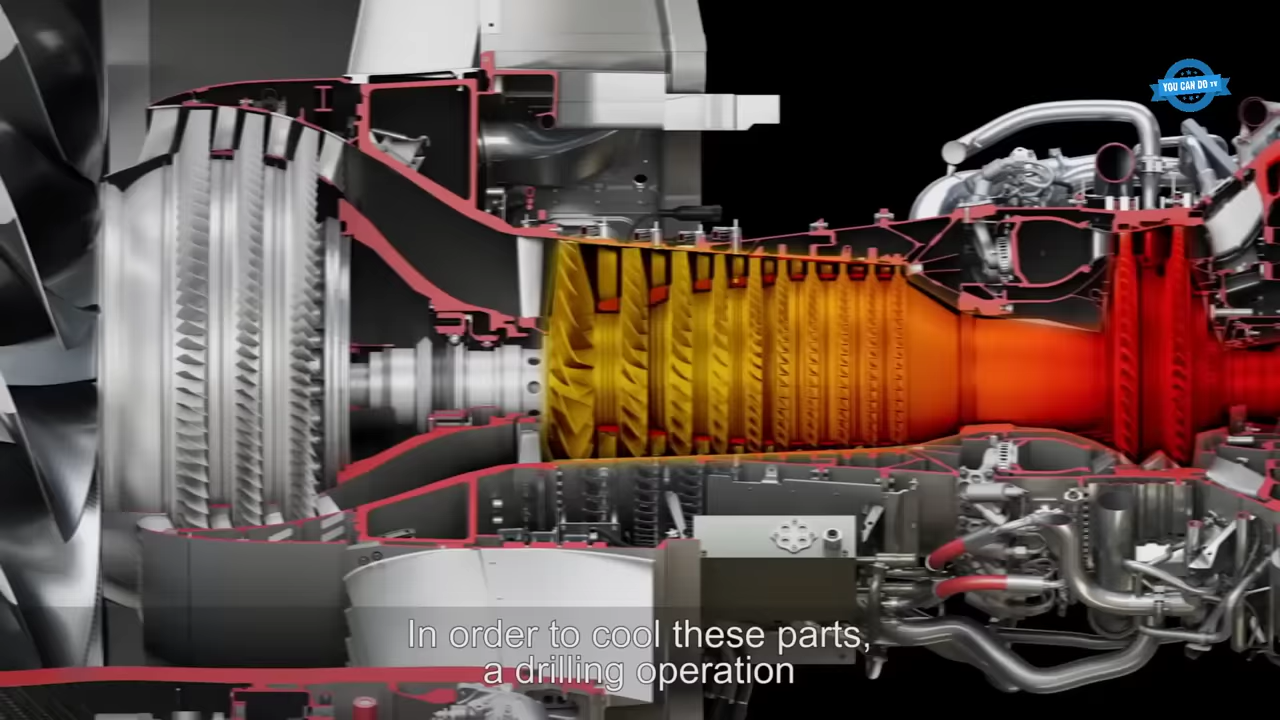 YOU CAN DO TV
In order to cool these parts,
a drilling operation